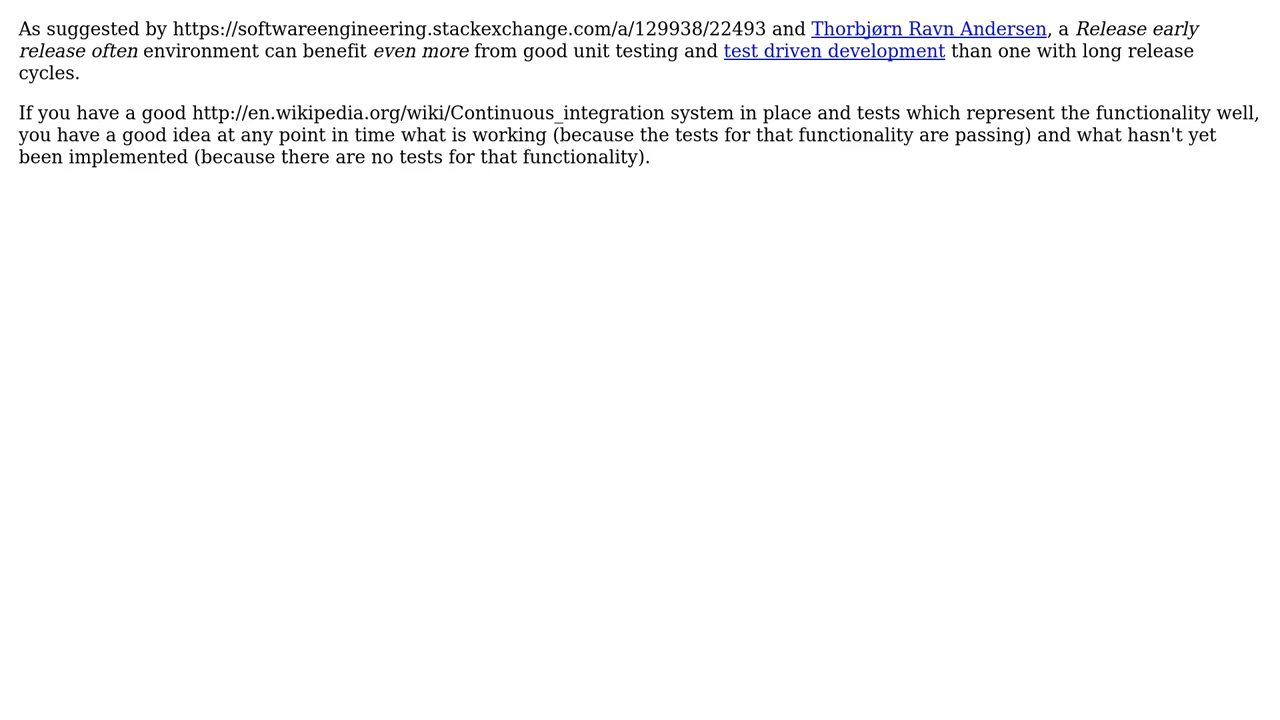 As suggested by https://softwareengineering.stackexchange.com/a/129938/22493 and Thorbjørn Ravn Andersen, a Release early
release often environment can benefit even more from good unit testing and test driven development than one with long release
cycles.
If you have a good http://en.wikipedia.org/wiki/Continuous_integration system in place and tests which represent the functionality well,
you have a good idea at any point in time what is working (because the tests for that functionality are passing) and what hasn't yet
been implemented (because there are no tests for that functionality).